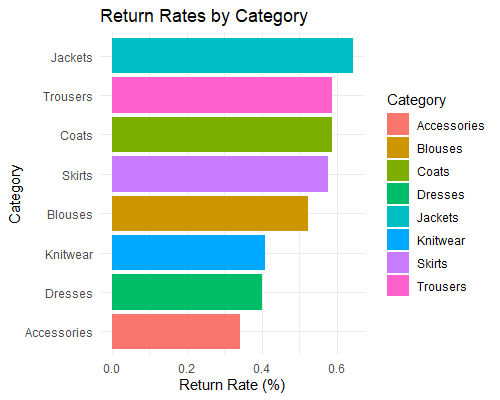 Return Rates by Category
Category
Jackets
Trousers
Coats
Skirts
Blouses
Knitwear
Dresses
Accessories
0.0 0.2 0.4 0.6
Return Rate (%)
Category
Accessories
Blouses
Coats
Dresses
Jackets
Knitwear
Skirts
Trousers